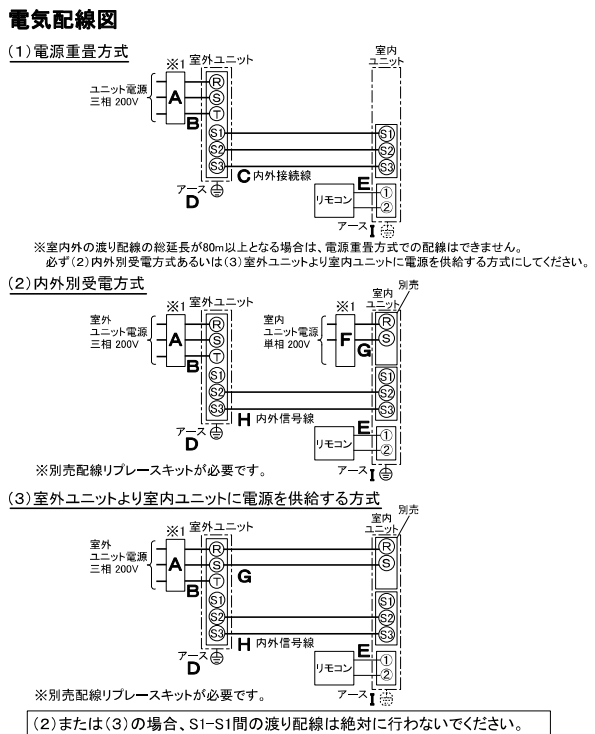 電気配線図
(1)電源重畳方式
※1
室外ユニット
室内
ユニット
ユニット電源
三相 200V
A
B
R
S
T
S1
S2
S3
S1
S2
S3
C 内外接続線
アース
D
リモコン
E
①
②
アース I
※室内外の渡り配線の総延長が80m以上となる場合は、電源重畳方式での配線はできません。
必ず(2)内外別受電方式あるいは(3)室外ユニットより室内ユニットに電源を供給する方式にしてください。
(2)内外別受電方式
※1
室外ユニット
※1
室内
ユニット
別売
室外
ユニット電源
三相 200V
A
B
R
S
T
S1
S2
S3
室内
ユニット電源
単相 200V
F
G
R
S
S1
S2
S3
H 内外信号線
アース
D
リモコン
E
①
②
アース I
※別売配線リプレースキットが必要です。
(3)室外ユニットより室内ユニットに電源を供給する方式
※1
室外ユニット
室内
ユニット
別売
室外
ユニット電源
三相 200V
A
B
R
S
T
S1
S2
S3
G
R
S
S1
S2
S3
H 内外信号線
アース
D
リモコン
E
①
②
アース I
※別売配線リプレースキットが必要です。
(2)または(3)の場合、S1-S1間の渡り配線は絶対に行わないでください。